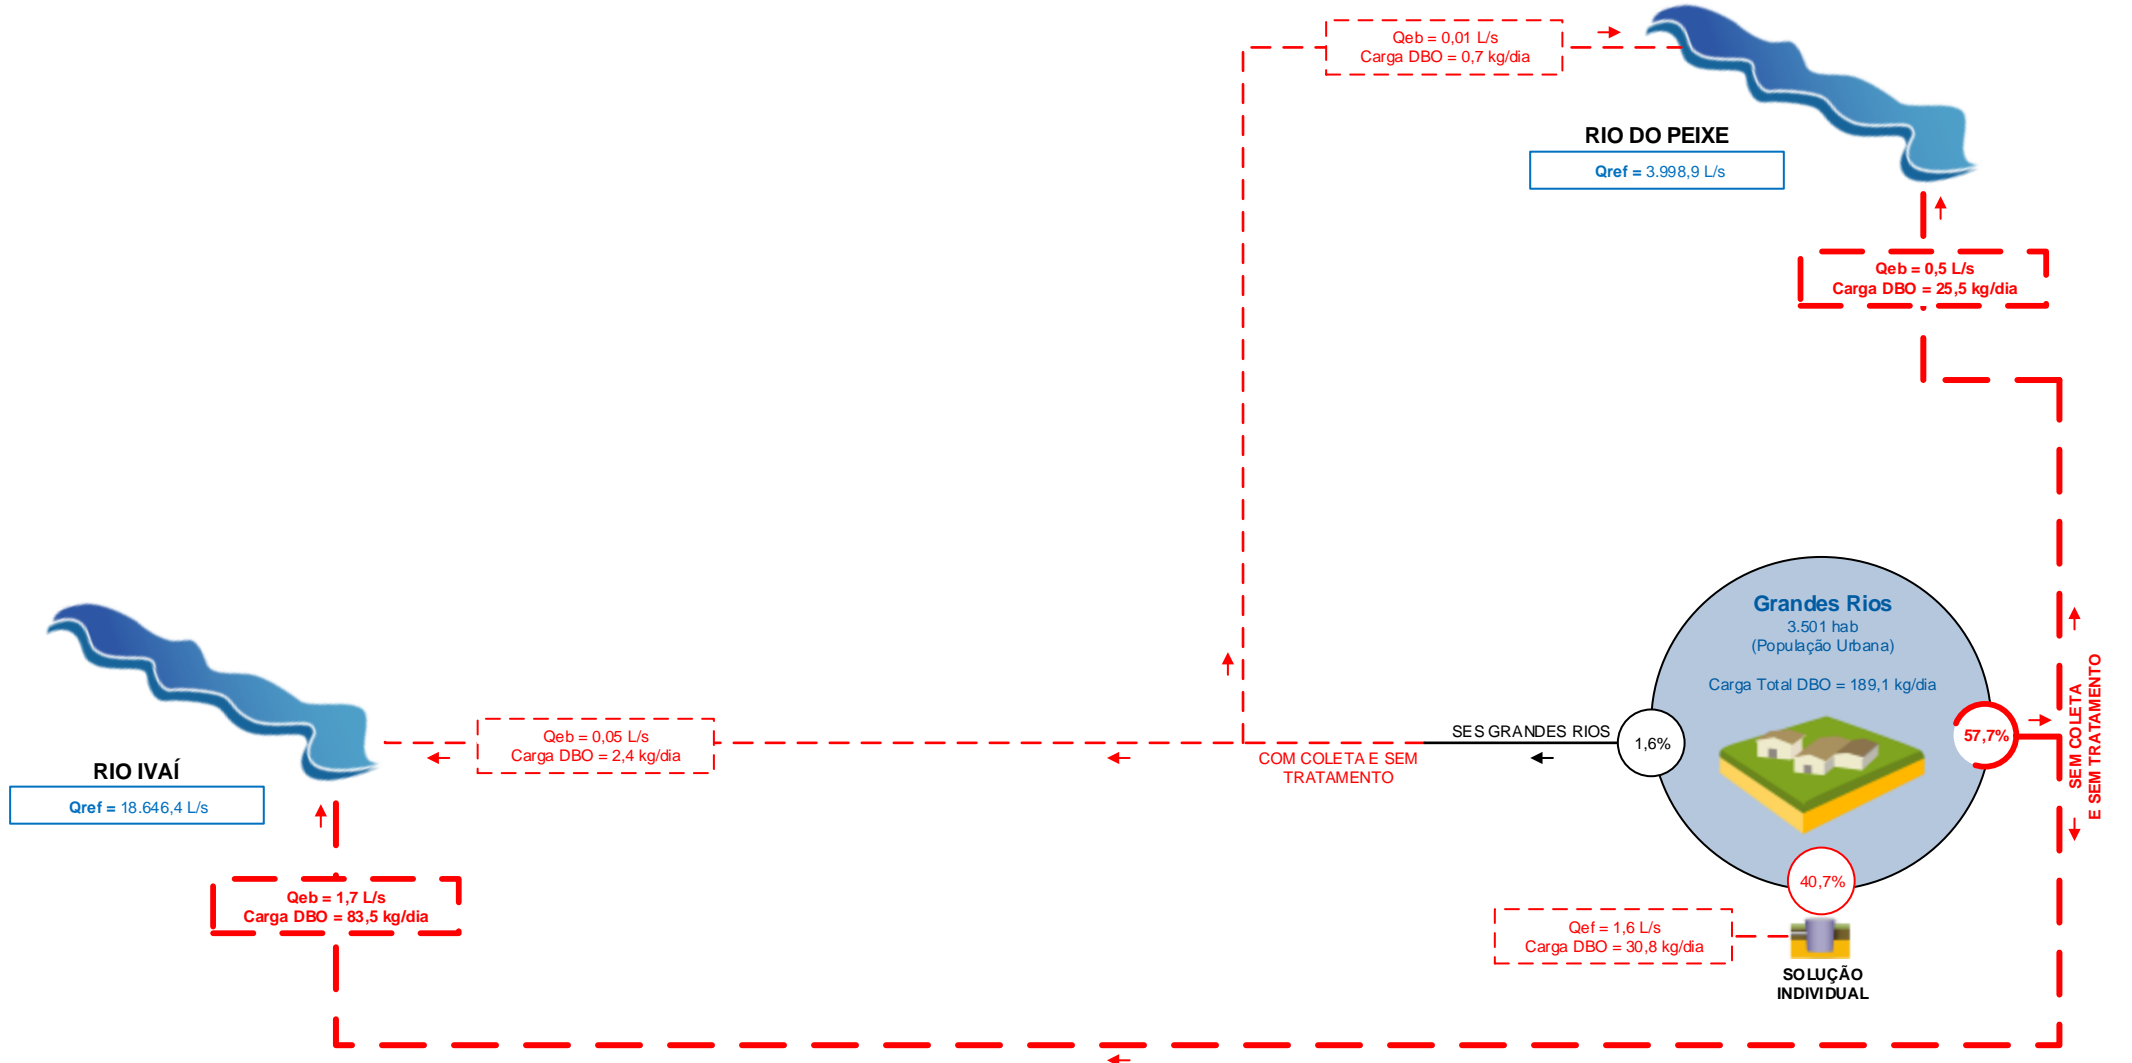 Qeb = 0,01 L/s
Carga DBO = 0,7 kg/dia
RIO DO PEIXE
Qref = 3.998,9 L/s
Qeb = 0,5 L/s
Carga DBO = 25,5 kg/dia
Grandes Rios
3.501 hab
(População Urbana)
Carga Total DBO = 189,1 kg/dia
SEM COLETA
E SEM TRATAMENTO
57,7%
1,6%
SES GRANDES RIOS
COM COLETA E SEM
TRATAMENTO
Qeb = 0,05 L/s
Carga DBO = 2,4 kg/dia
RIO IVAÍ
Qref = 18.646,4 L/s
Qeb = 1,7 L/s
Carga DBO = 83,5 kg/dia
40,7%
Qef = 1,6 L/s
Carga DBO = 30,8 kg/dia
SOLUÇÃO
INDIVIDUAL